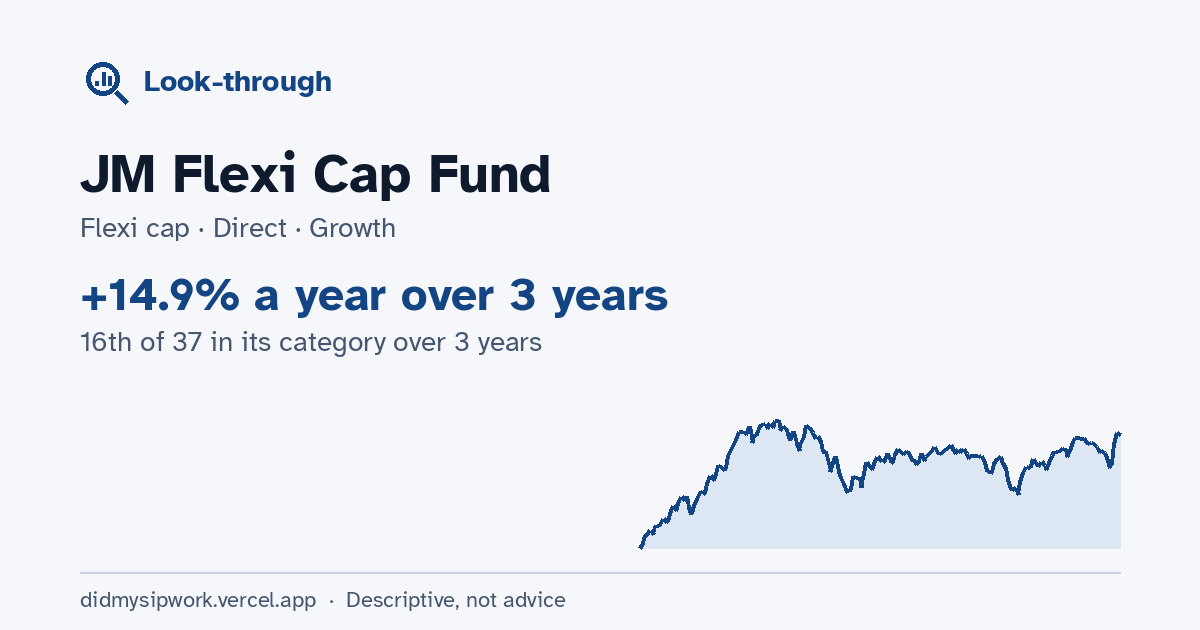 Look-through
JM Flexi Cap Fund
Flexi cap · Direct · Growth
+14.9% a year over 3 years
16th of 37 in its category over 3 years
didmysipwork.vercel.app · Descriptive, not advice